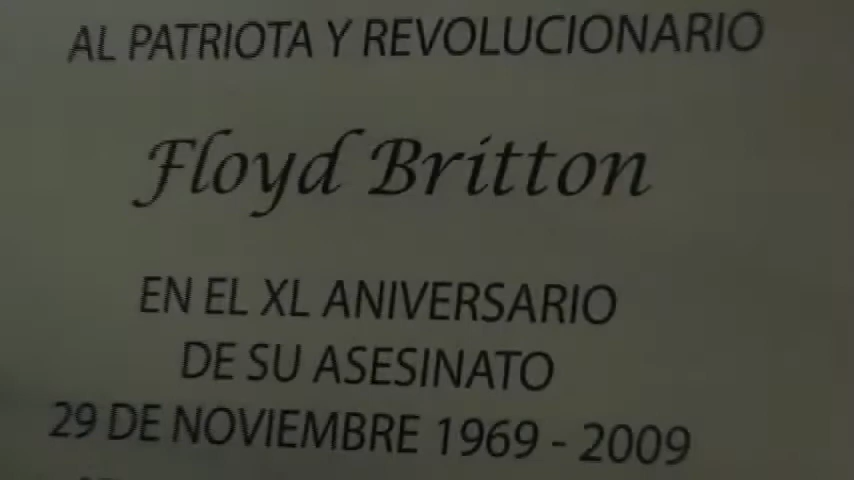 AL PATRIOTA Y REVOLUCIONARIO
Floyd Britton
EN EL XL ANIVERSARIO
DE SU ASESINATO
29 DE NOVIEMBRE 1969 - 2009